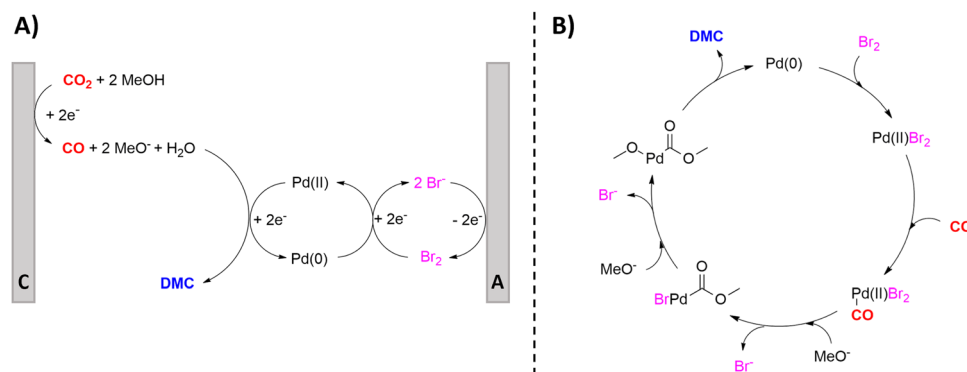 A)
CO₂ + 2 MeOH
+ 2e⁻
CO + 2 MeO⁻ + H₂O
Pd(II)
2 Br⁻
+ 2e⁻
+ 2e⁻
- 2e⁻
Pd(0)
Br₂
DMC
C
A
B)
DMC
Br₂
Pd(0)
Pd(II)Br₂
CO
Pd(II)Br₂
CO
MeO⁻
Br⁻
BrPd
O
O
MeO⁻
Br⁻
O
Pd
O
O